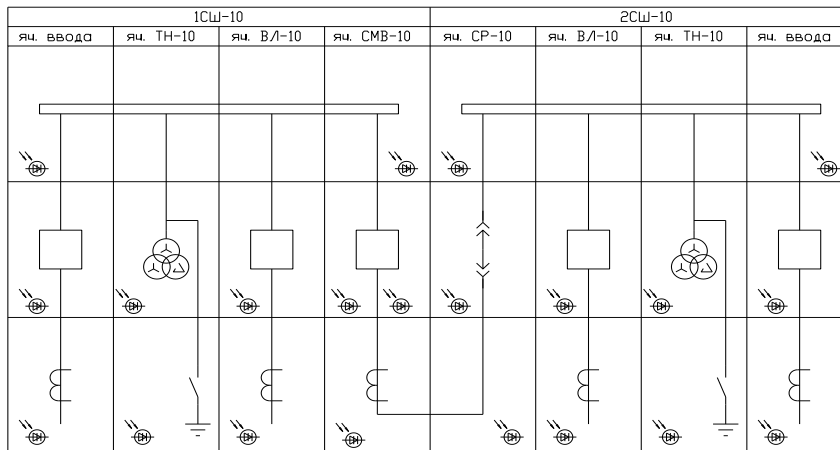 1СШ-10 2СШ-10
яч. ввода яч. ТН-10 яч. ВЛ-10 яч. СМВ-10 яч. СР-10 яч. ВЛ-10 яч. ТН-10 яч. ввода